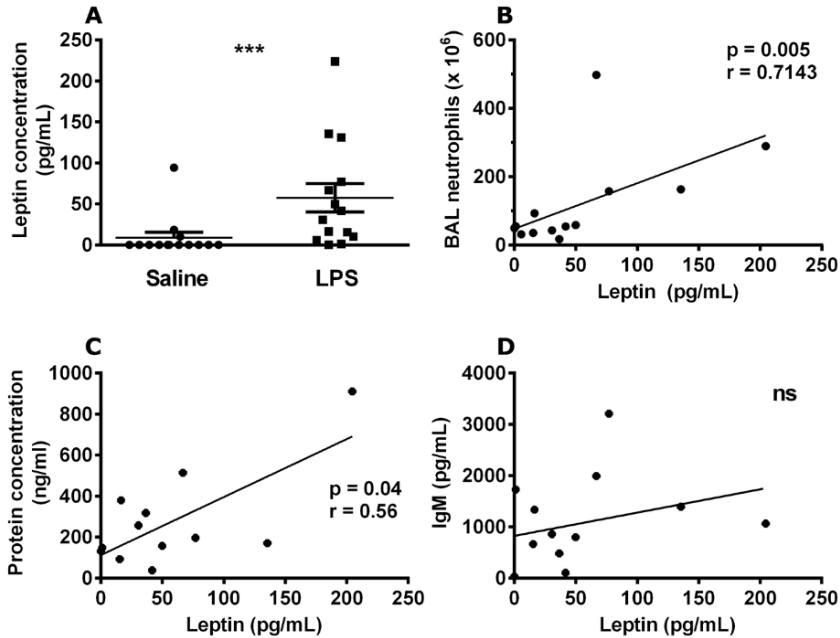 A
Leptin concentration
(pg/mL)
250
200
150
100
50
0
***
Saline
LPS
B
BAL neutrophils (x 10⁶)
600
400
200
0
p = 0.005
r = 0.7143
0
50
100
150
200
250
Leptin (pg/mL)
C
Protein concentration
(ng/ml)
1000
800
600
400
200
0
p = 0.04
r = 0.56
0
50
100
150
200
250
Leptin (pg/mL)
D
IgM (pg/mL)
4000
3000
2000
1000
0
ns
0
50
100
150
200
250
Leptin (pg/mL)